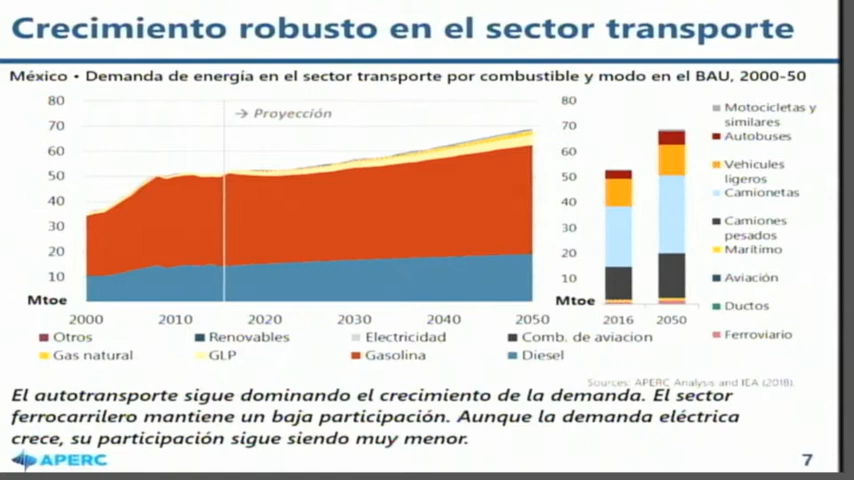 Crecimiento robusto en el sector transporte
México • Demanda de energía en el sector transporte por combustible y modo en el BAU, 2000-50
80
70
60
50
40
30
20
10
Mtoe
→ Proyección
2000 2010 2020 2030 2040 2050
80
70
60
50
40
30
20
10
Mtoe
2016 2050
Motocicletas y
similares
Autobuses
Vehicules
ligeros
Camionetas
Camiones
pesados
Marítimo
Aviación
Ductos
Ferroviario
Otros Renovables Electricidad Comb. de aviacion
Gas natural GLP Gasolina Diesel
Sources: APERC Analysis and IEA (2018).
El autotransporte sigue dominando el crecimiento de la demanda. El sector
ferrocarrilero mantiene un baja participación. Aunque la demanda eléctrica
crece, su participación sigue siendo muy menor.
APERC
7